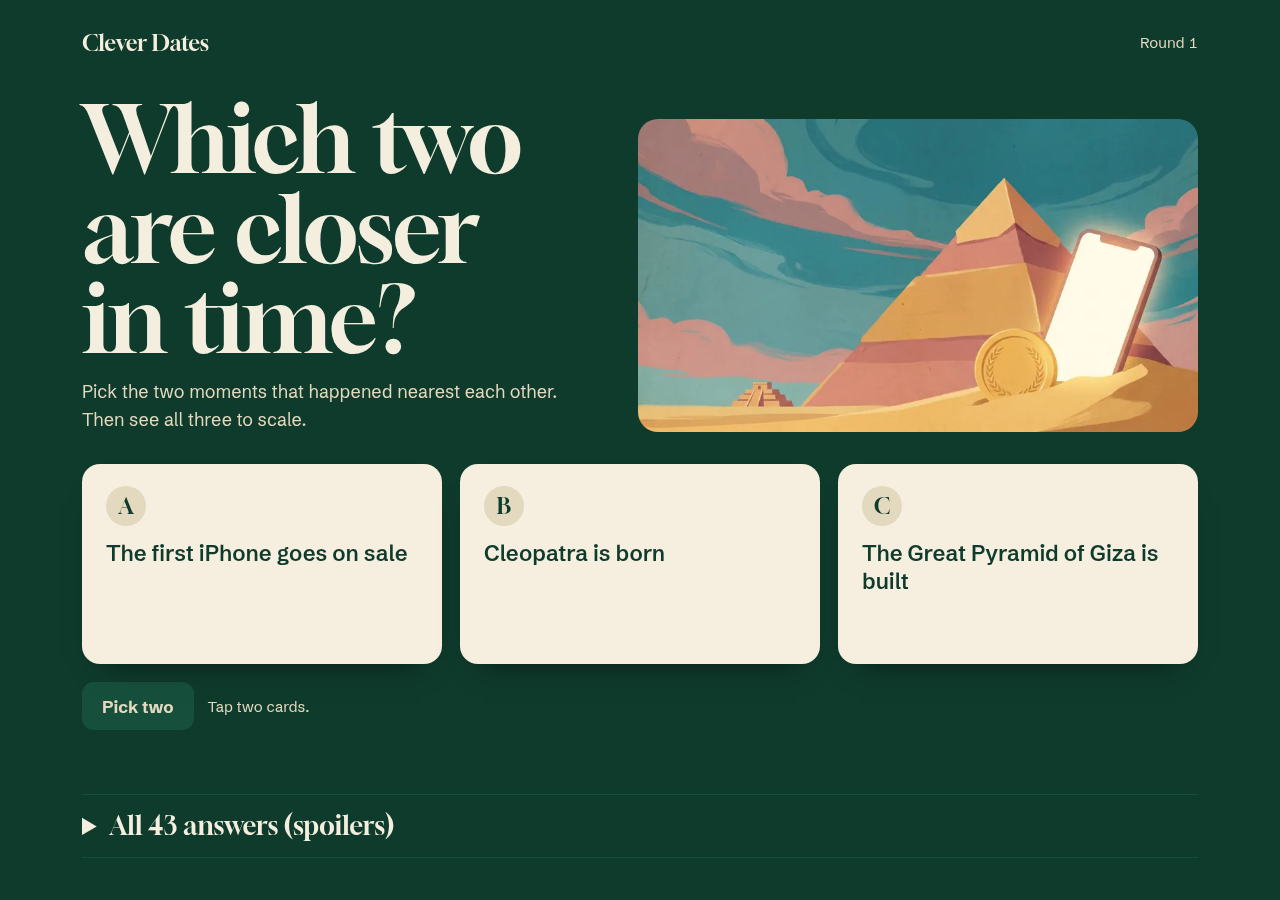 Clever Dates
Round 1
Which two
are closer
in time?
Pick the two moments that happened nearest each other.
Then see all three to scale.
A
The first iPhone goes on sale
B
Cleopatra is born
C
The Great Pyramid of Giza is
built
Pick two
Tap two cards.
All 43 answers (spoilers)